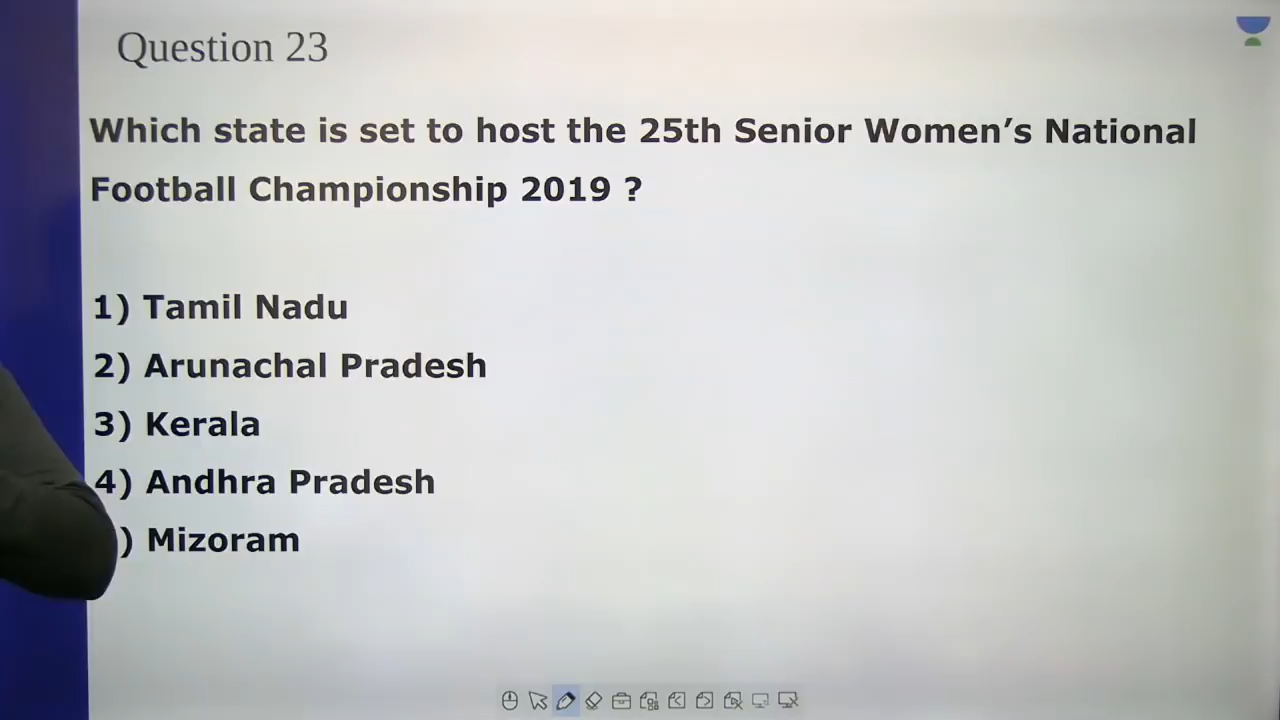 Question 23
Which state is set to host the 25th Senior Women’s National
Football Championship 2019 ?
1) Tamil Nadu
2) Arunachal Pradesh
3) Kerala
4) Andhra Pradesh
) Mizoram